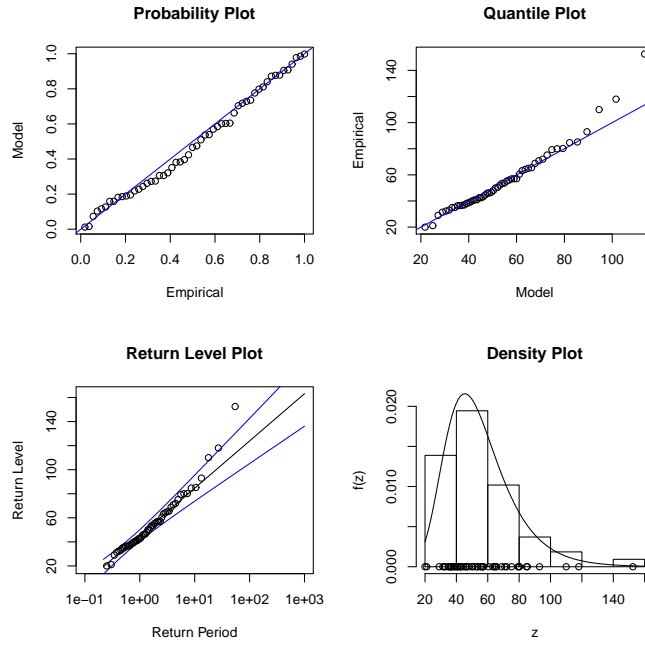 Probability Plot
Model
0.0 0.2 0.4 0.6 0.8 1.0
0.0 0.2 0.4 0.6 0.8 1.0
Empirical
Quantile Plot
Empirical
20 60 100 140
20 40 60 80 100
Model
Return Level Plot
Return Level
20 60 100 140
1e−01 1e+00 1e+01 1e+02 1e+03
Return Period
Density Plot
f(z)
0.000 0.010 0.020
20 40 60 80 100 140
z